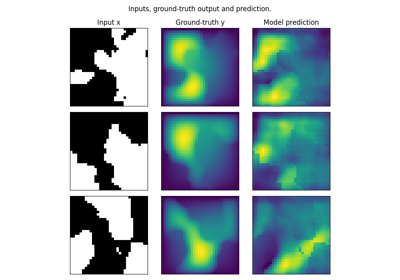 Inputs, ground-truth output and prediction.
Input x
Ground-truth y
Model prediction